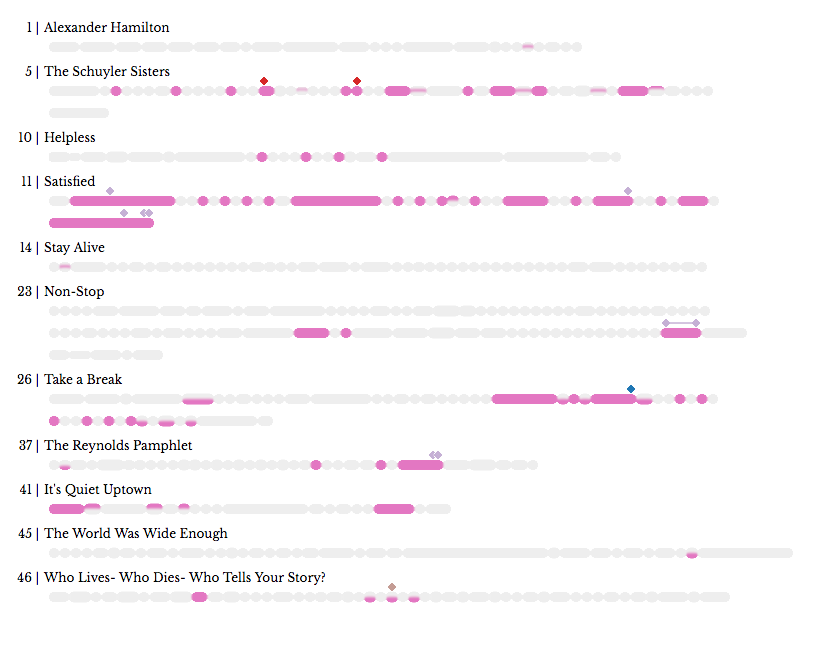 1 | Alexander Hamilton
5 | The Schuyler Sisters
10 | Helpless
11 | Satisfied
14 | Stay Alive
23 | Non-Stop
26 | Take a Break
37 | The Reynolds Pamphlet
41 | It's Quiet Uptown
45 | The World Was Wide Enough
46 | Who Lives- Who Dies- Who Tells Your Story?